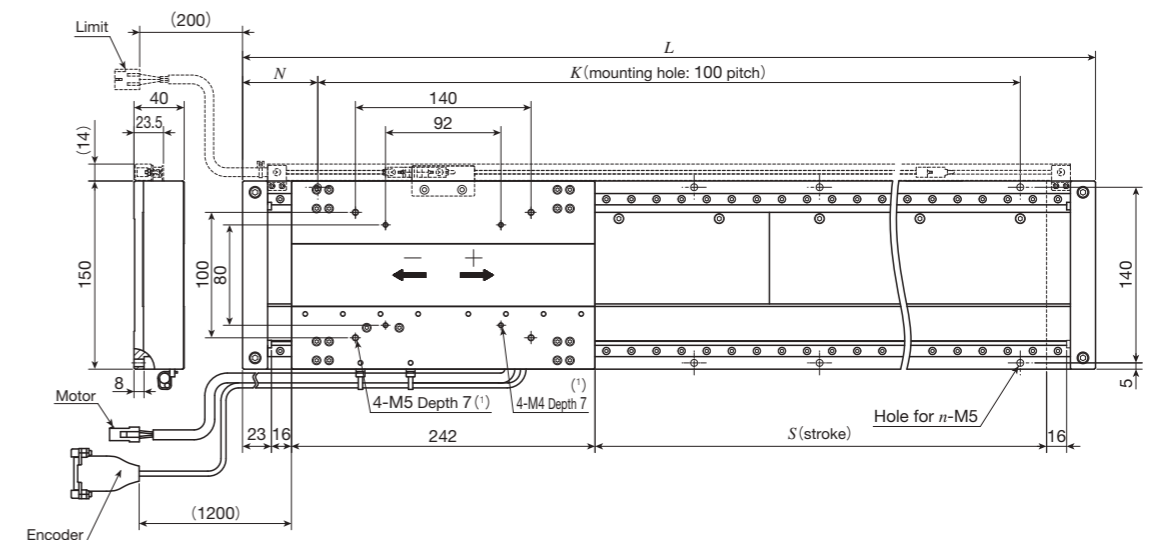 (200)
Limit
L
N
K(mounting hole: 100 pitch)
40
140
23.5
92
(14)
150
100
80
− +
140
8
5
Motor
4-M5 Depth 7(1)
(1)
4-M4 Depth 7
Hole for n-M5
23
16
242
S(stroke)
16
(1200)
Encoder